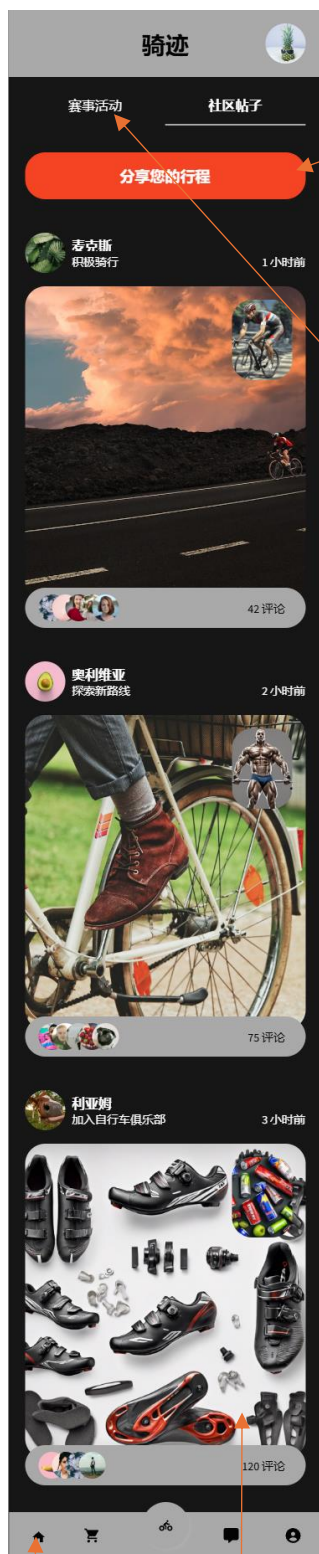 骑迹
赛事活动
社区帖子
分享您的行程
麦克斯
积极骑行
1 小时前
42 评论
奥利维亚
探索新路线
2 小时前
75 评论
利亚姆
加入自行车俱乐部
3 小时前
120 评论